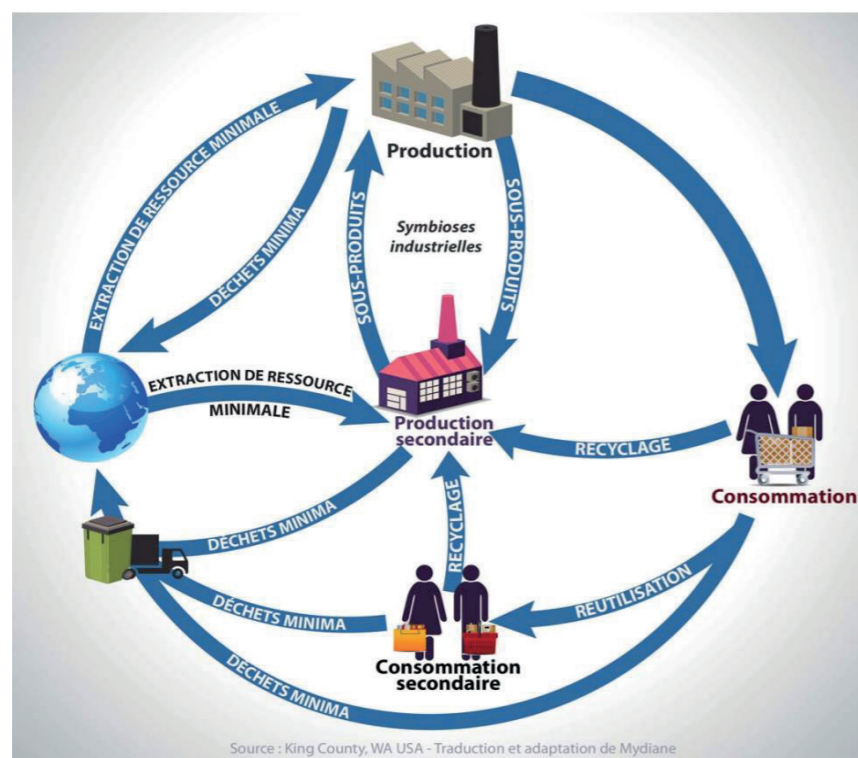 Production
EXTRACTION DE RESSOURCE MINIMALE
DÉCHETS MINIMA
SOUS-PRODUITS
Symbioses
industrielles
SOUS-PRODUITS
EXTRACTION DE RESSOURCE
MINIMALE
Production
secondaire
RECYCLAGE
Consommation
DÉCHETS MINIMA
RECYCLAGE
RÉUTILISATION
DÉCHETS MINIMA
Consommation
secondaire
DÉCHETS MINIMA
Source : King County, WA USA - Traduction et adaptation de Mydiane